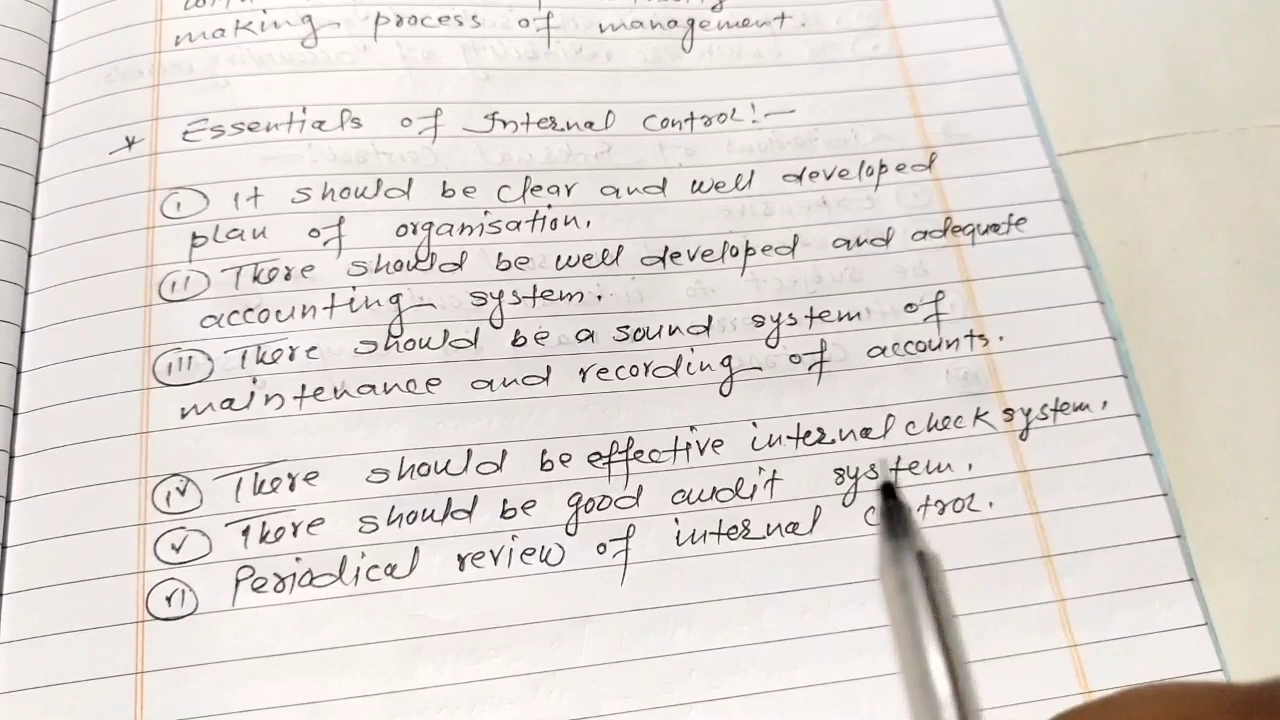 making process of management.
* Essentials of Internal control:-
(i) It should be clear and well developed
plan of organisation.
(ii) There should be well developed and adequate
accounting system.
(iii) There should be a sound system of
maintenance and recording of accounts.
(iv) There should be effective internal check system.
(v) There should be good audit system.
(vi) Periodical review of internal control.